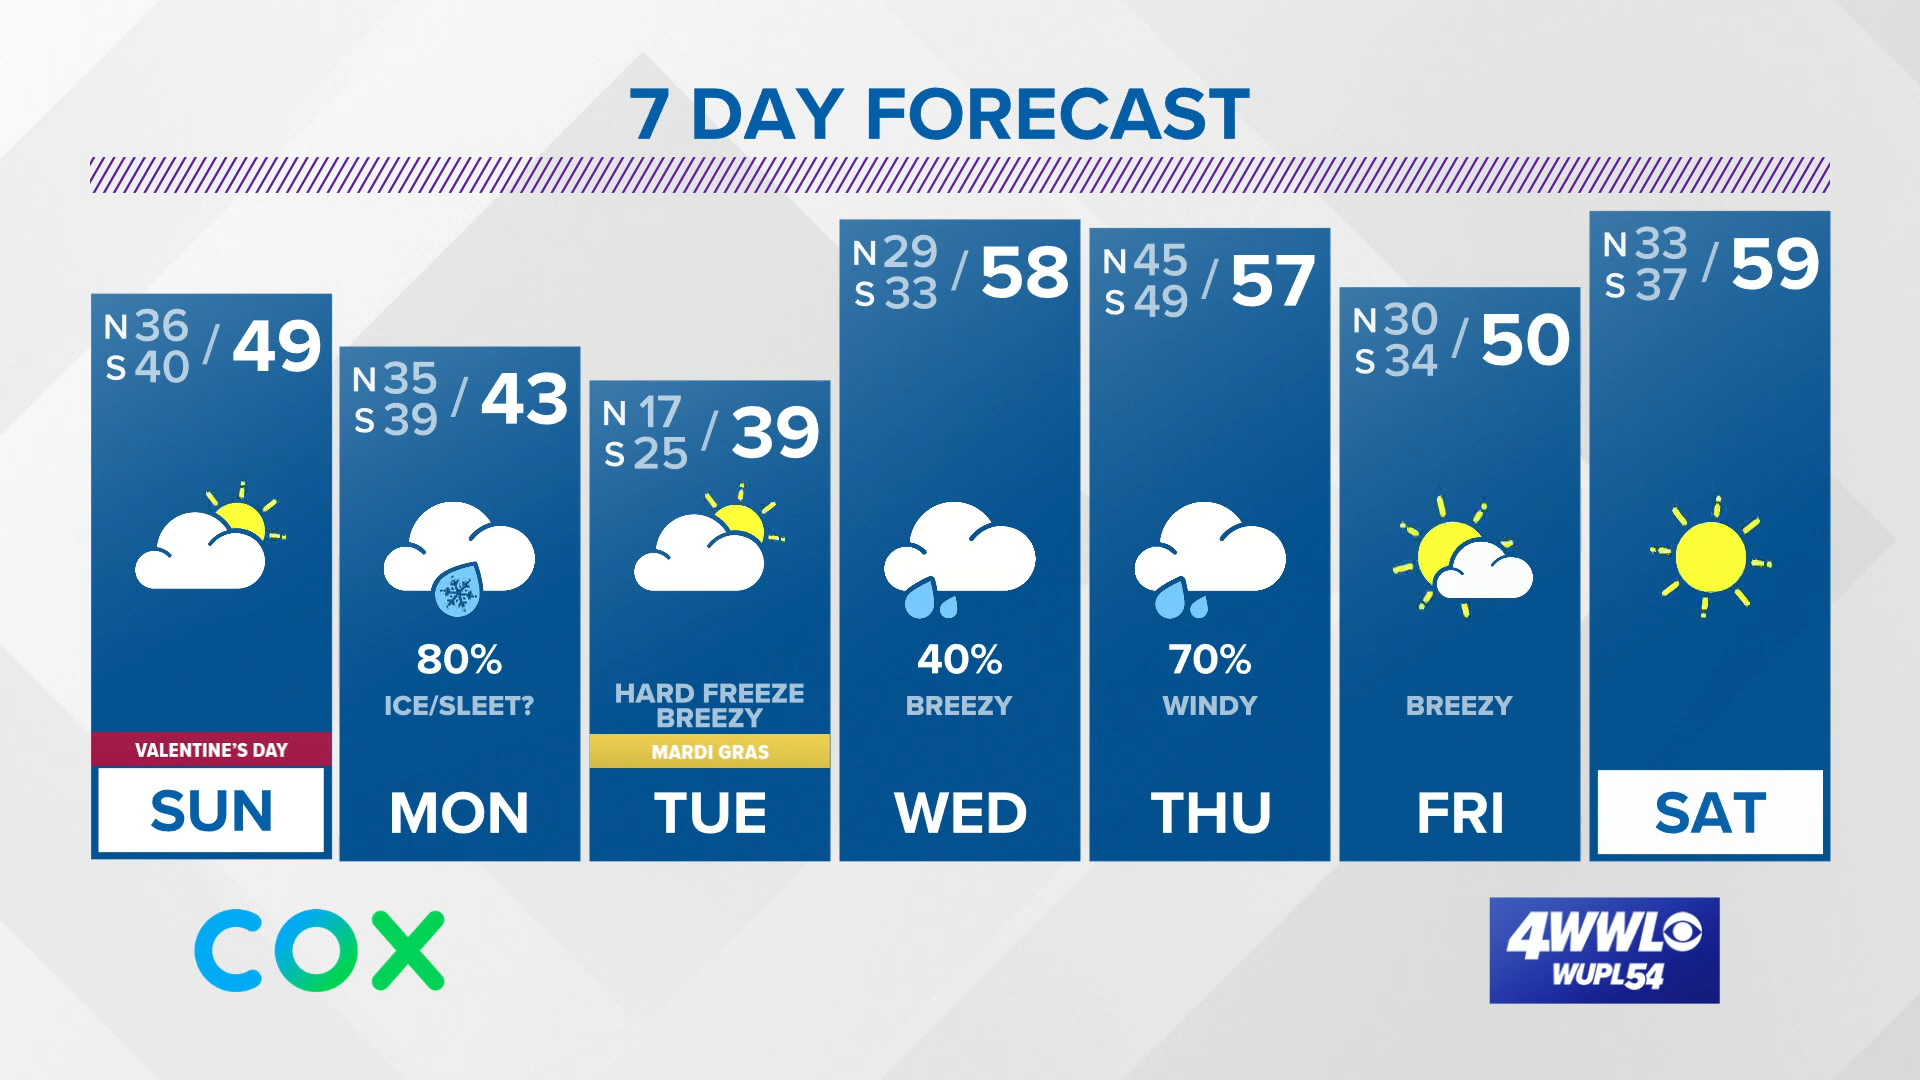 7 DAY FORECAST
N 36 / 49
S 40
VALENTINE'S DAY
SUN
N 35 / 43
S 39
80%
ICE/SLEET?
MON
N 17 / 39
S 25
HARD FREEZE
BREEZY
MARDI GRAS
TUE
N 29 / 58
S 33
40%
BREEZY
WED
N 45 / 57
S 49
70%
WINDY
THU
N 30 / 50
S 34
BREEZY
FRI
N 33 / 59
S 37
SAT
COX
4WWL
WUPL54